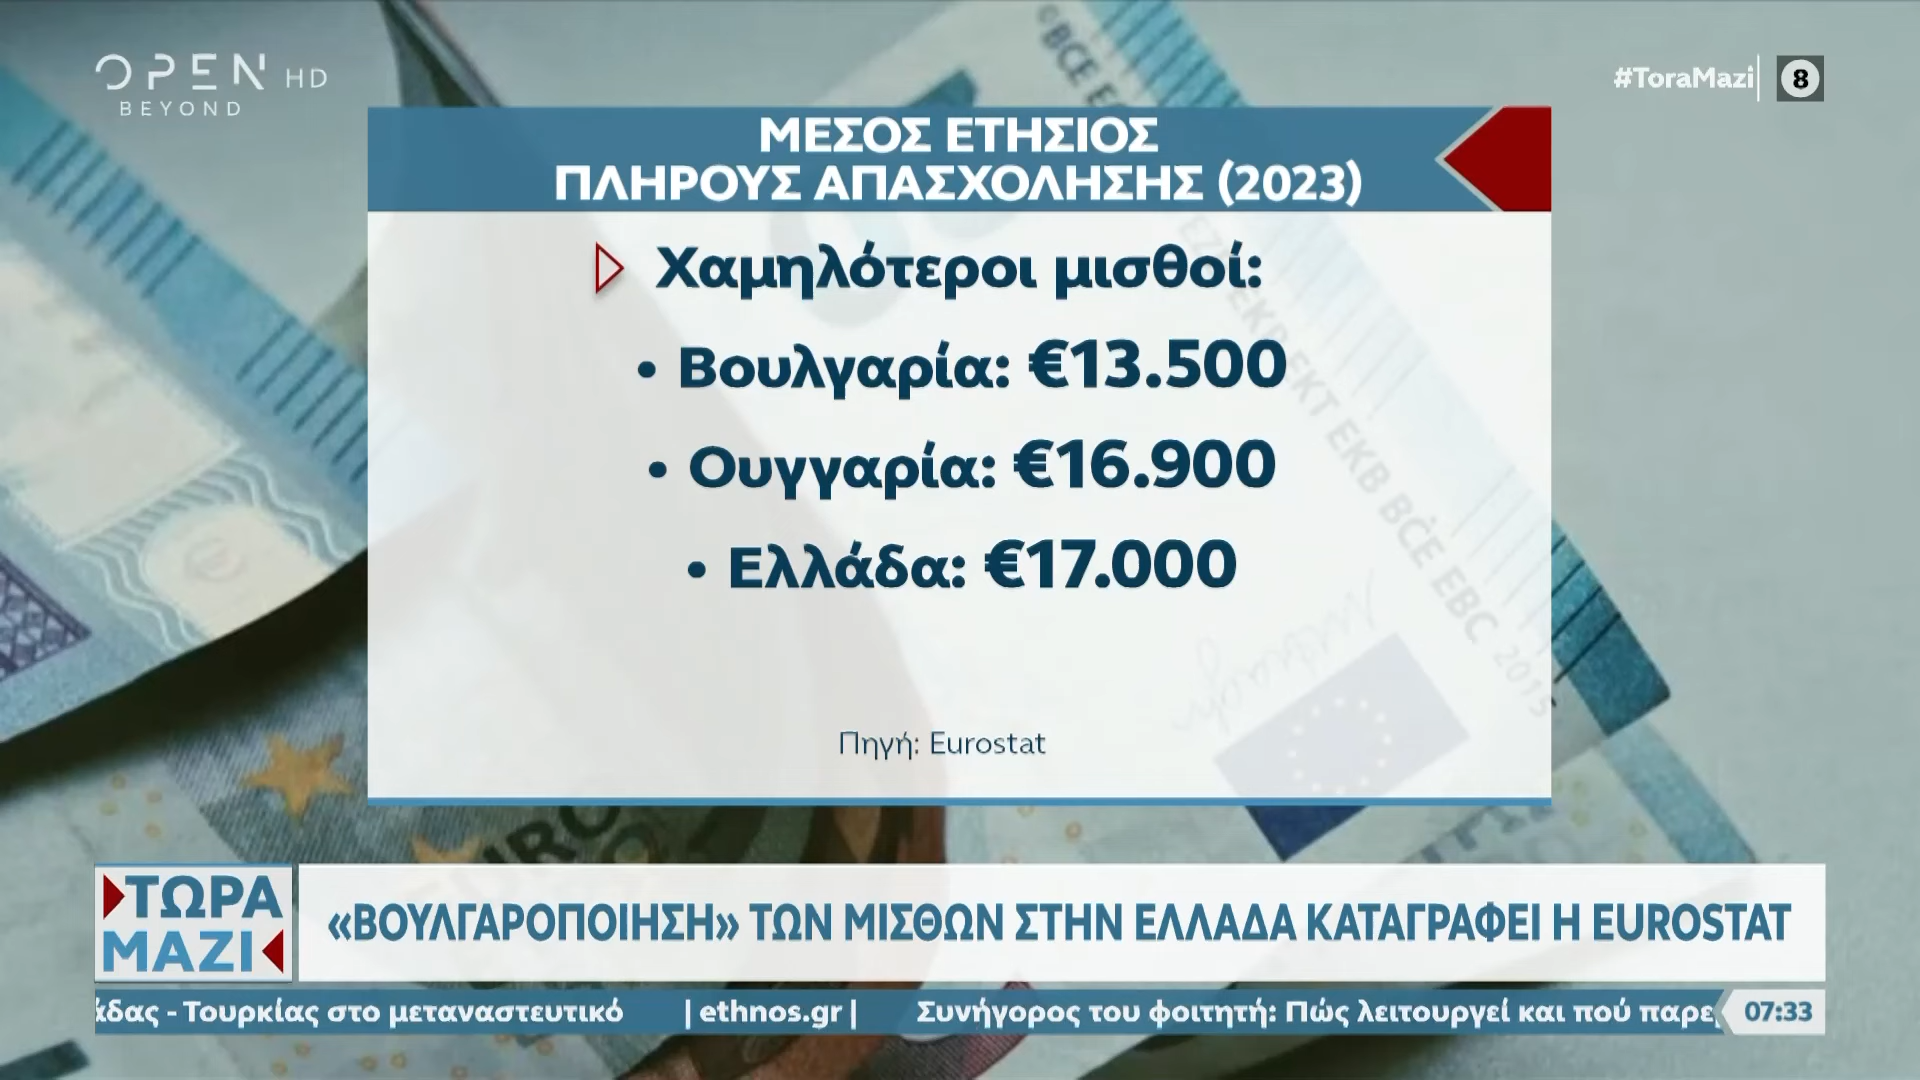 OPEN HD
BEYOND
#ToraMazi
8
ΜΕΣΟΣ ΕΤΗΣΙΟΣ
ΠΛΗΡΟΥΣ ΑΠΑΣΧΟΛΗΣΗΣ (2023)
Χαμηλότεροι μισθοί:
• Βουλγαρία: €13.500
• Ουγγαρία: €16.900
• Ελλάδα: €17.000
Πηγή: Eurostat
ΤΩΡΑ
ΜΑΖΙ
«ΒΟΥΛΓΑΡΟΠΟΙΗΣΗ» ΤΩΝ ΜΙΣΘΩΝ ΣΤΗΝ ΕΛΛΑΔΑ ΚΑΤΑΓΡΑΦΕΙ Η EUROSTAT
άδας - Τουρκίας στο μεταναστευτικό | ethnos.gr | Συνήγορος του φοιτητή: Πώς λειτουργεί και πού παρε
07:33